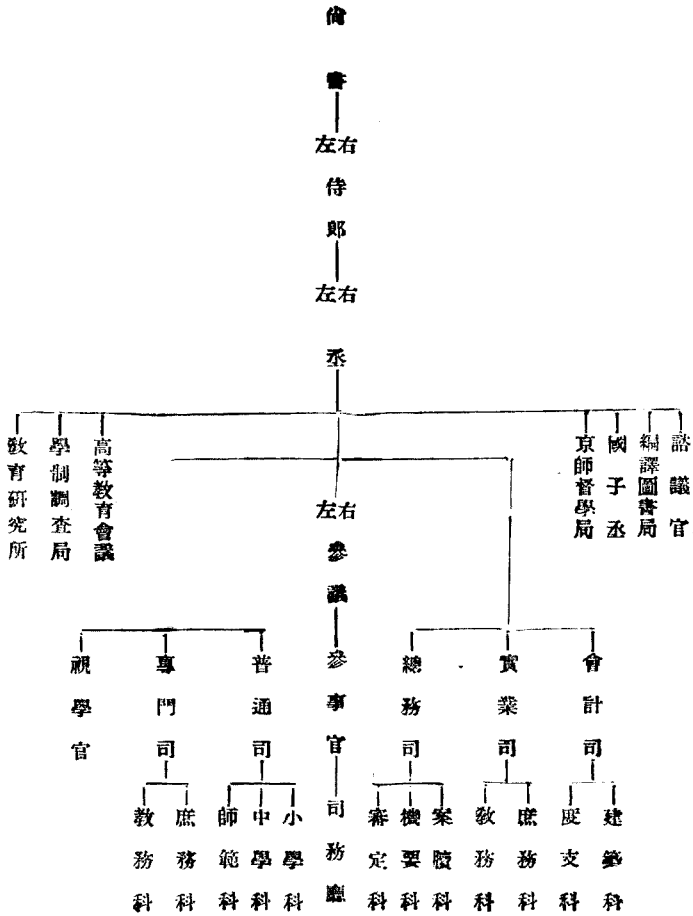 尙書
左右
侍郎
左右
丞
諮議官
編譯圖書局
國子丞
京師督學局
高等教育會議
學制調査局
教育研究所
左右
參議
參事官
司務廳
會計司
實業司
總務司
普通司
專門司
視學官
建築科
度支科
庶務科
教務科
案牘科
機要科
審定科
小學科
中學科
師範科
庶務科
教務科